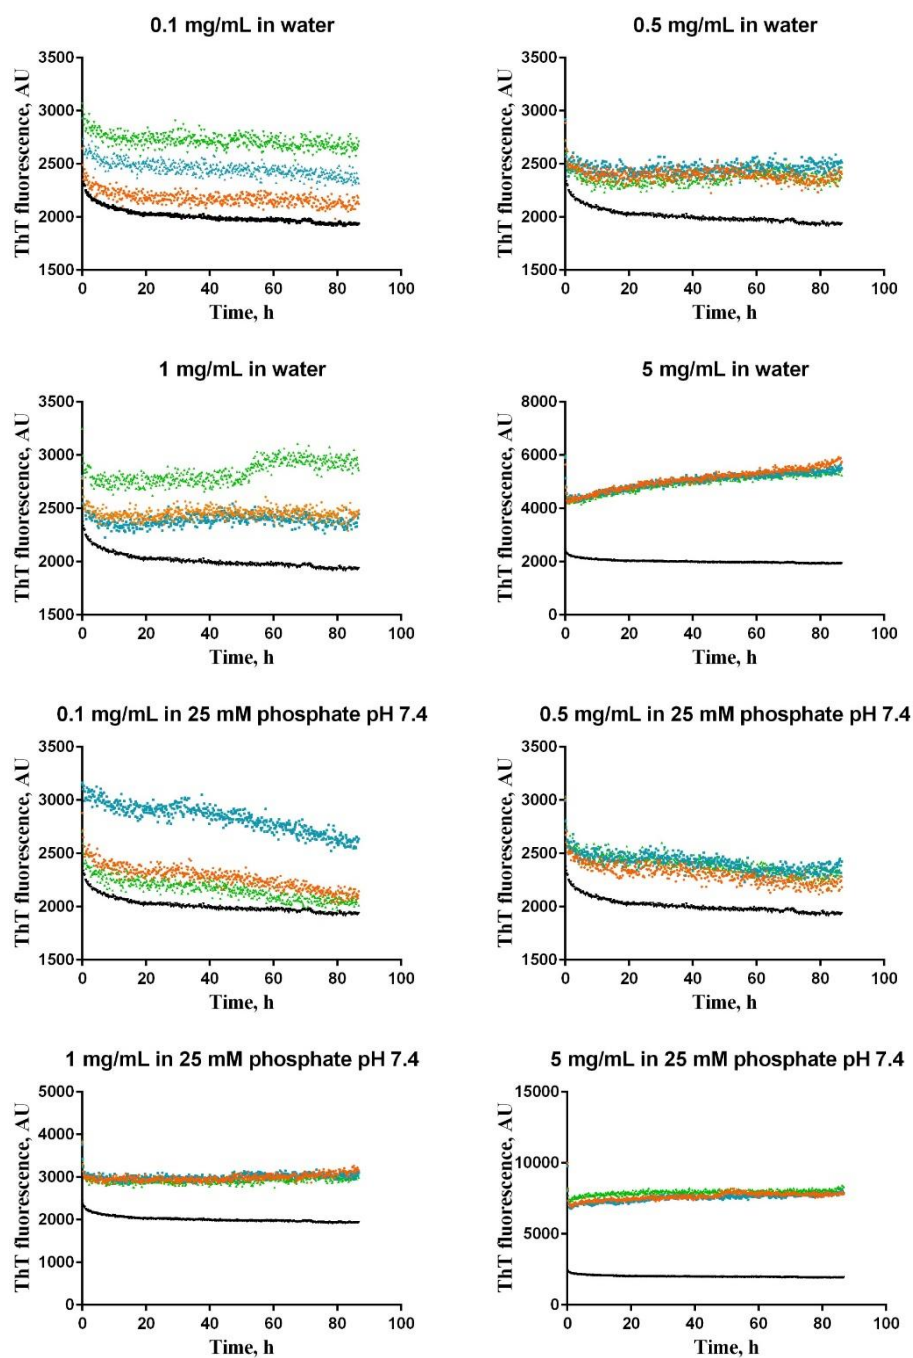 0.1 mg/mL in water
ThT fluorescence, AU
3500
3000
2500
2000
1500
0 20 40 60 80 100
Time, h
0.5 mg/mL in water
ThT fluorescence, AU
3500
3000
2500
2000
1500
0 20 40 60 80 100
Time, h
1 mg/mL in water
ThT fluorescence, AU
3500
3000
2500
2000
1500
0 20 40 60 80 100
Time, h
5 mg/mL in water
ThT fluorescence, AU
8000
6000
4000
2000
0
0 20 40 60 80 100
Time, h
0.1 mg/mL in 25 mM phosphate pH 7.4
ThT fluorescence, AU
3500
3000
2500
2000
1500
0 20 40 60 80 100
Time, h
0.5 mg/mL in 25 mM phosphate pH 7.4
ThT fluorescence, AU
3500
3000
2500
2000
1500
0 20 40 60 80 100
Time, h
1 mg/mL in 25 mM phosphate pH 7.4
ThT fluorescence, AU
5000
4000
3000
2000
1000
0
0 20 40 60 80 100
Time, h
5 mg/mL in 25 mM phosphate pH 7.4
ThT fluorescence, AU
15000
10000
5000
0
0 20 40 60 80 100
Time, h